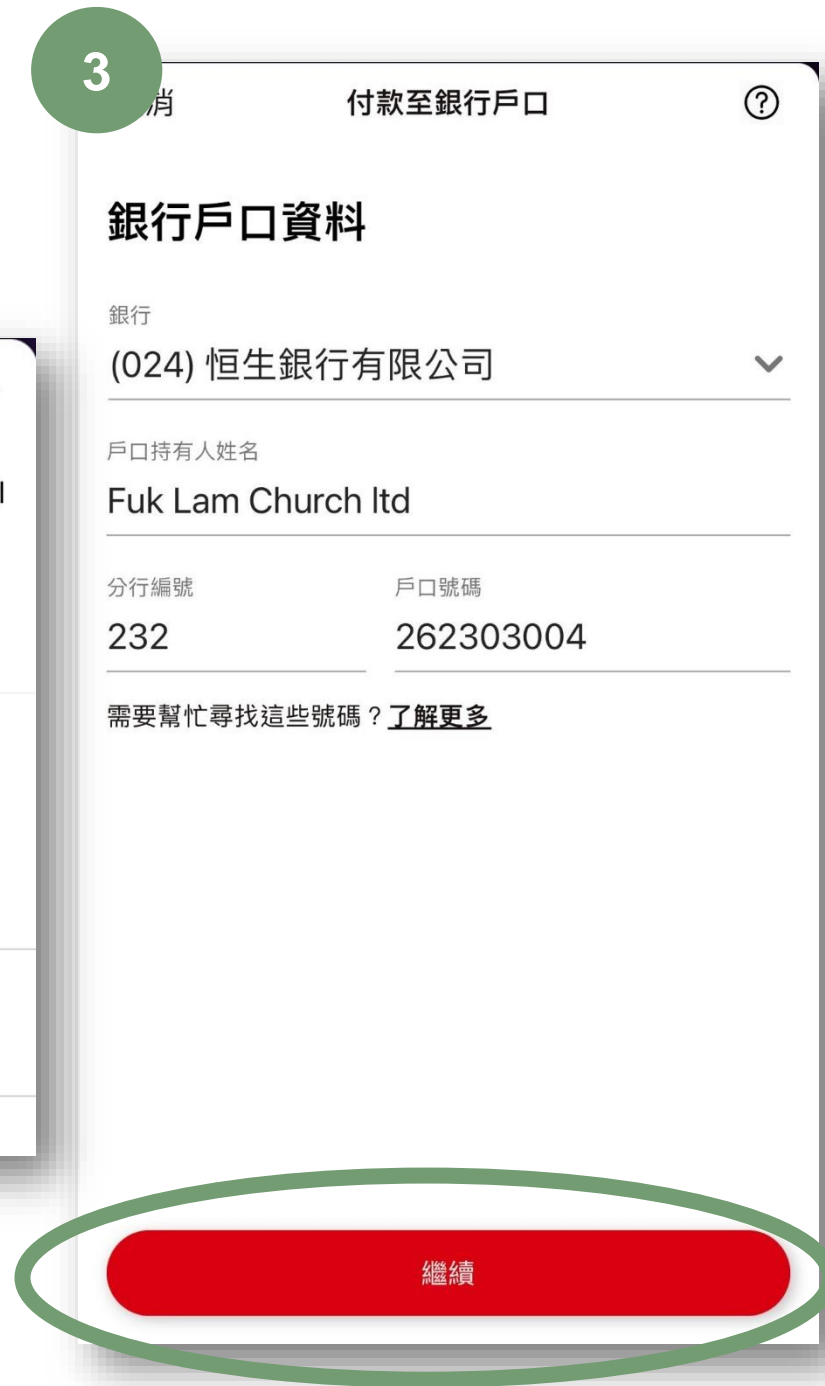 3
消
付款至銀行戶口
?
銀行戶口資料
銀行
(024) 恒生銀行有限公司
戶口持有人姓名
Fuk Lam Church ltd
分行編號 戶口號碼
232 262303004
需要幫忙尋找這些號碼？了解更多
繼續